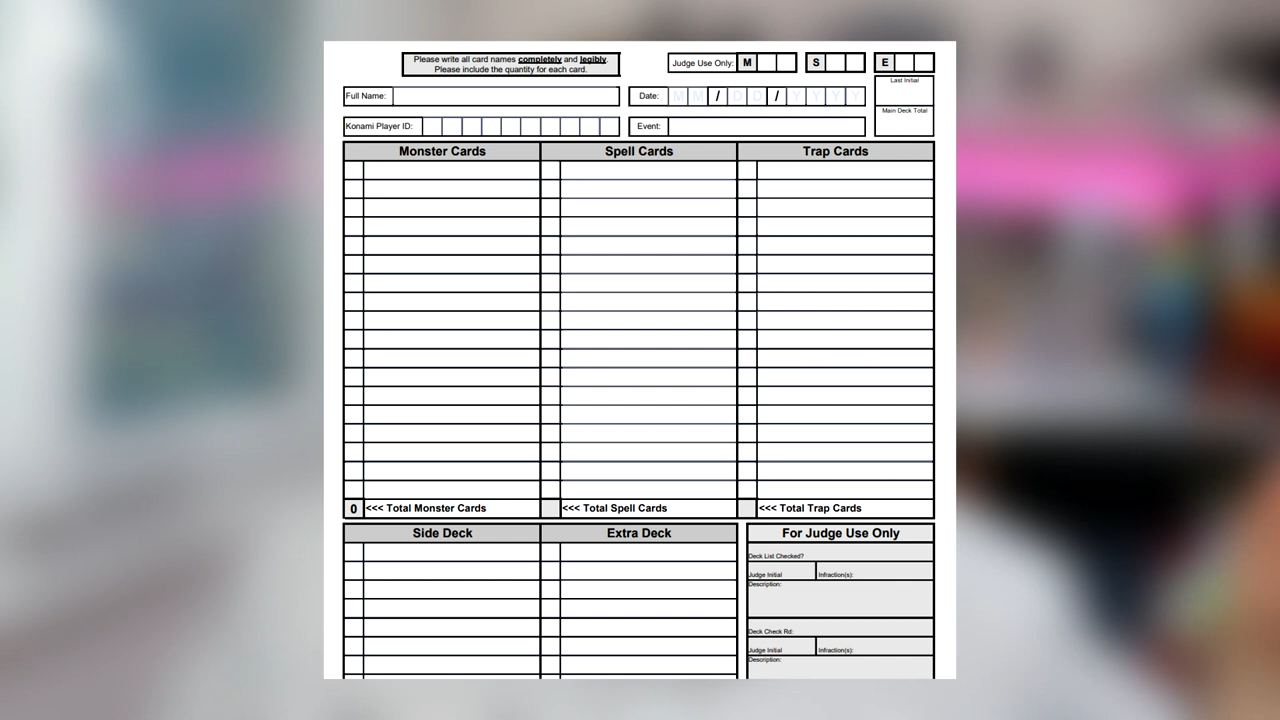 Please write all card names completely and legibly.
Please include the quantity for each card.
Judge Use Only: M S E
Last Initial
Full Name: Date: M M / D D / Y Y Y Y
Main Deck Total
Konami Player ID: Event:
Monster Cards Spell Cards Trap Cards
0 <<< Total Monster Cards <<< Total Spell Cards <<< Total Trap Cards
Side Deck Extra Deck For Judge Use Only
Deck List Checked?
Judge Initial Infraction(s):
Description:
Deck Check Rd:
Judge Initial Infraction(s):
Description: